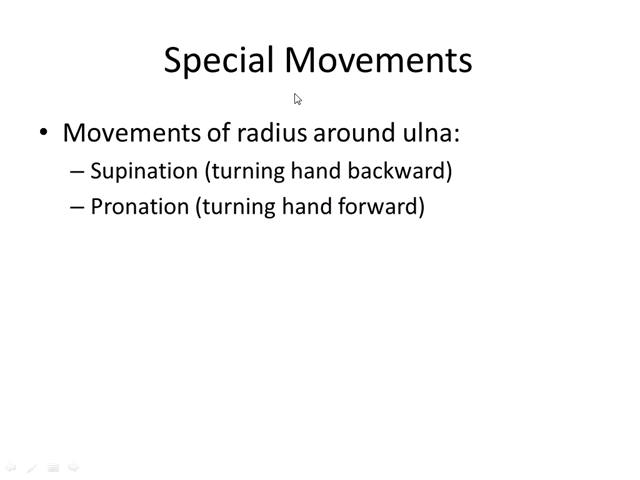 Special Movements
• Movements of radius around ulna:
– Supination (turning hand backward)
– Pronation (turning hand forward)